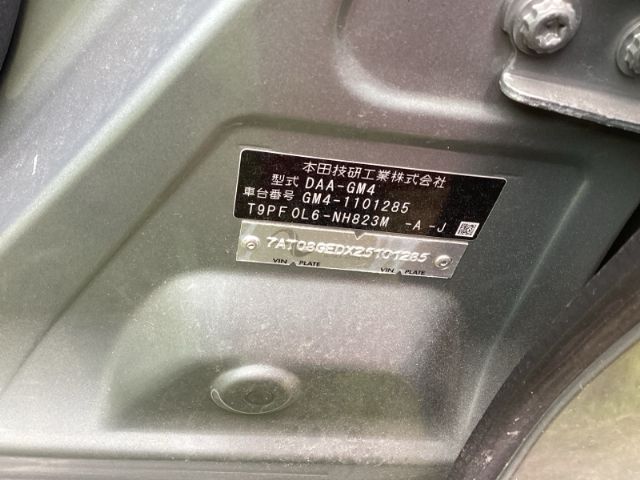 本田技研工業株式会社
型式 DAA-GM4
車台番号 GM4-1101285
T9PF0L6-NH823M -A-J
7AT08GEDX25101285
VIN PLATE VIN PLATE